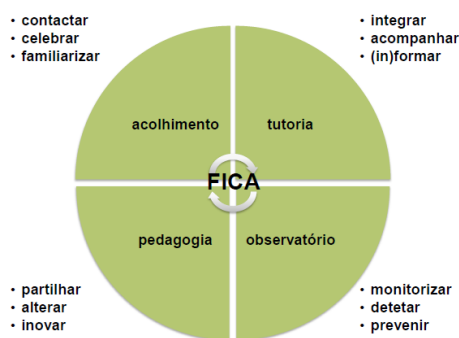 • contactar
• celebrar
• familiarizar
• integrar
• acompanhar
• (in)formar
acolhimento
tutoria
FICA
pedagogia
observatório
• partilhar
• alterar
• inovar
• monitorizar
• detetar
• prevenir